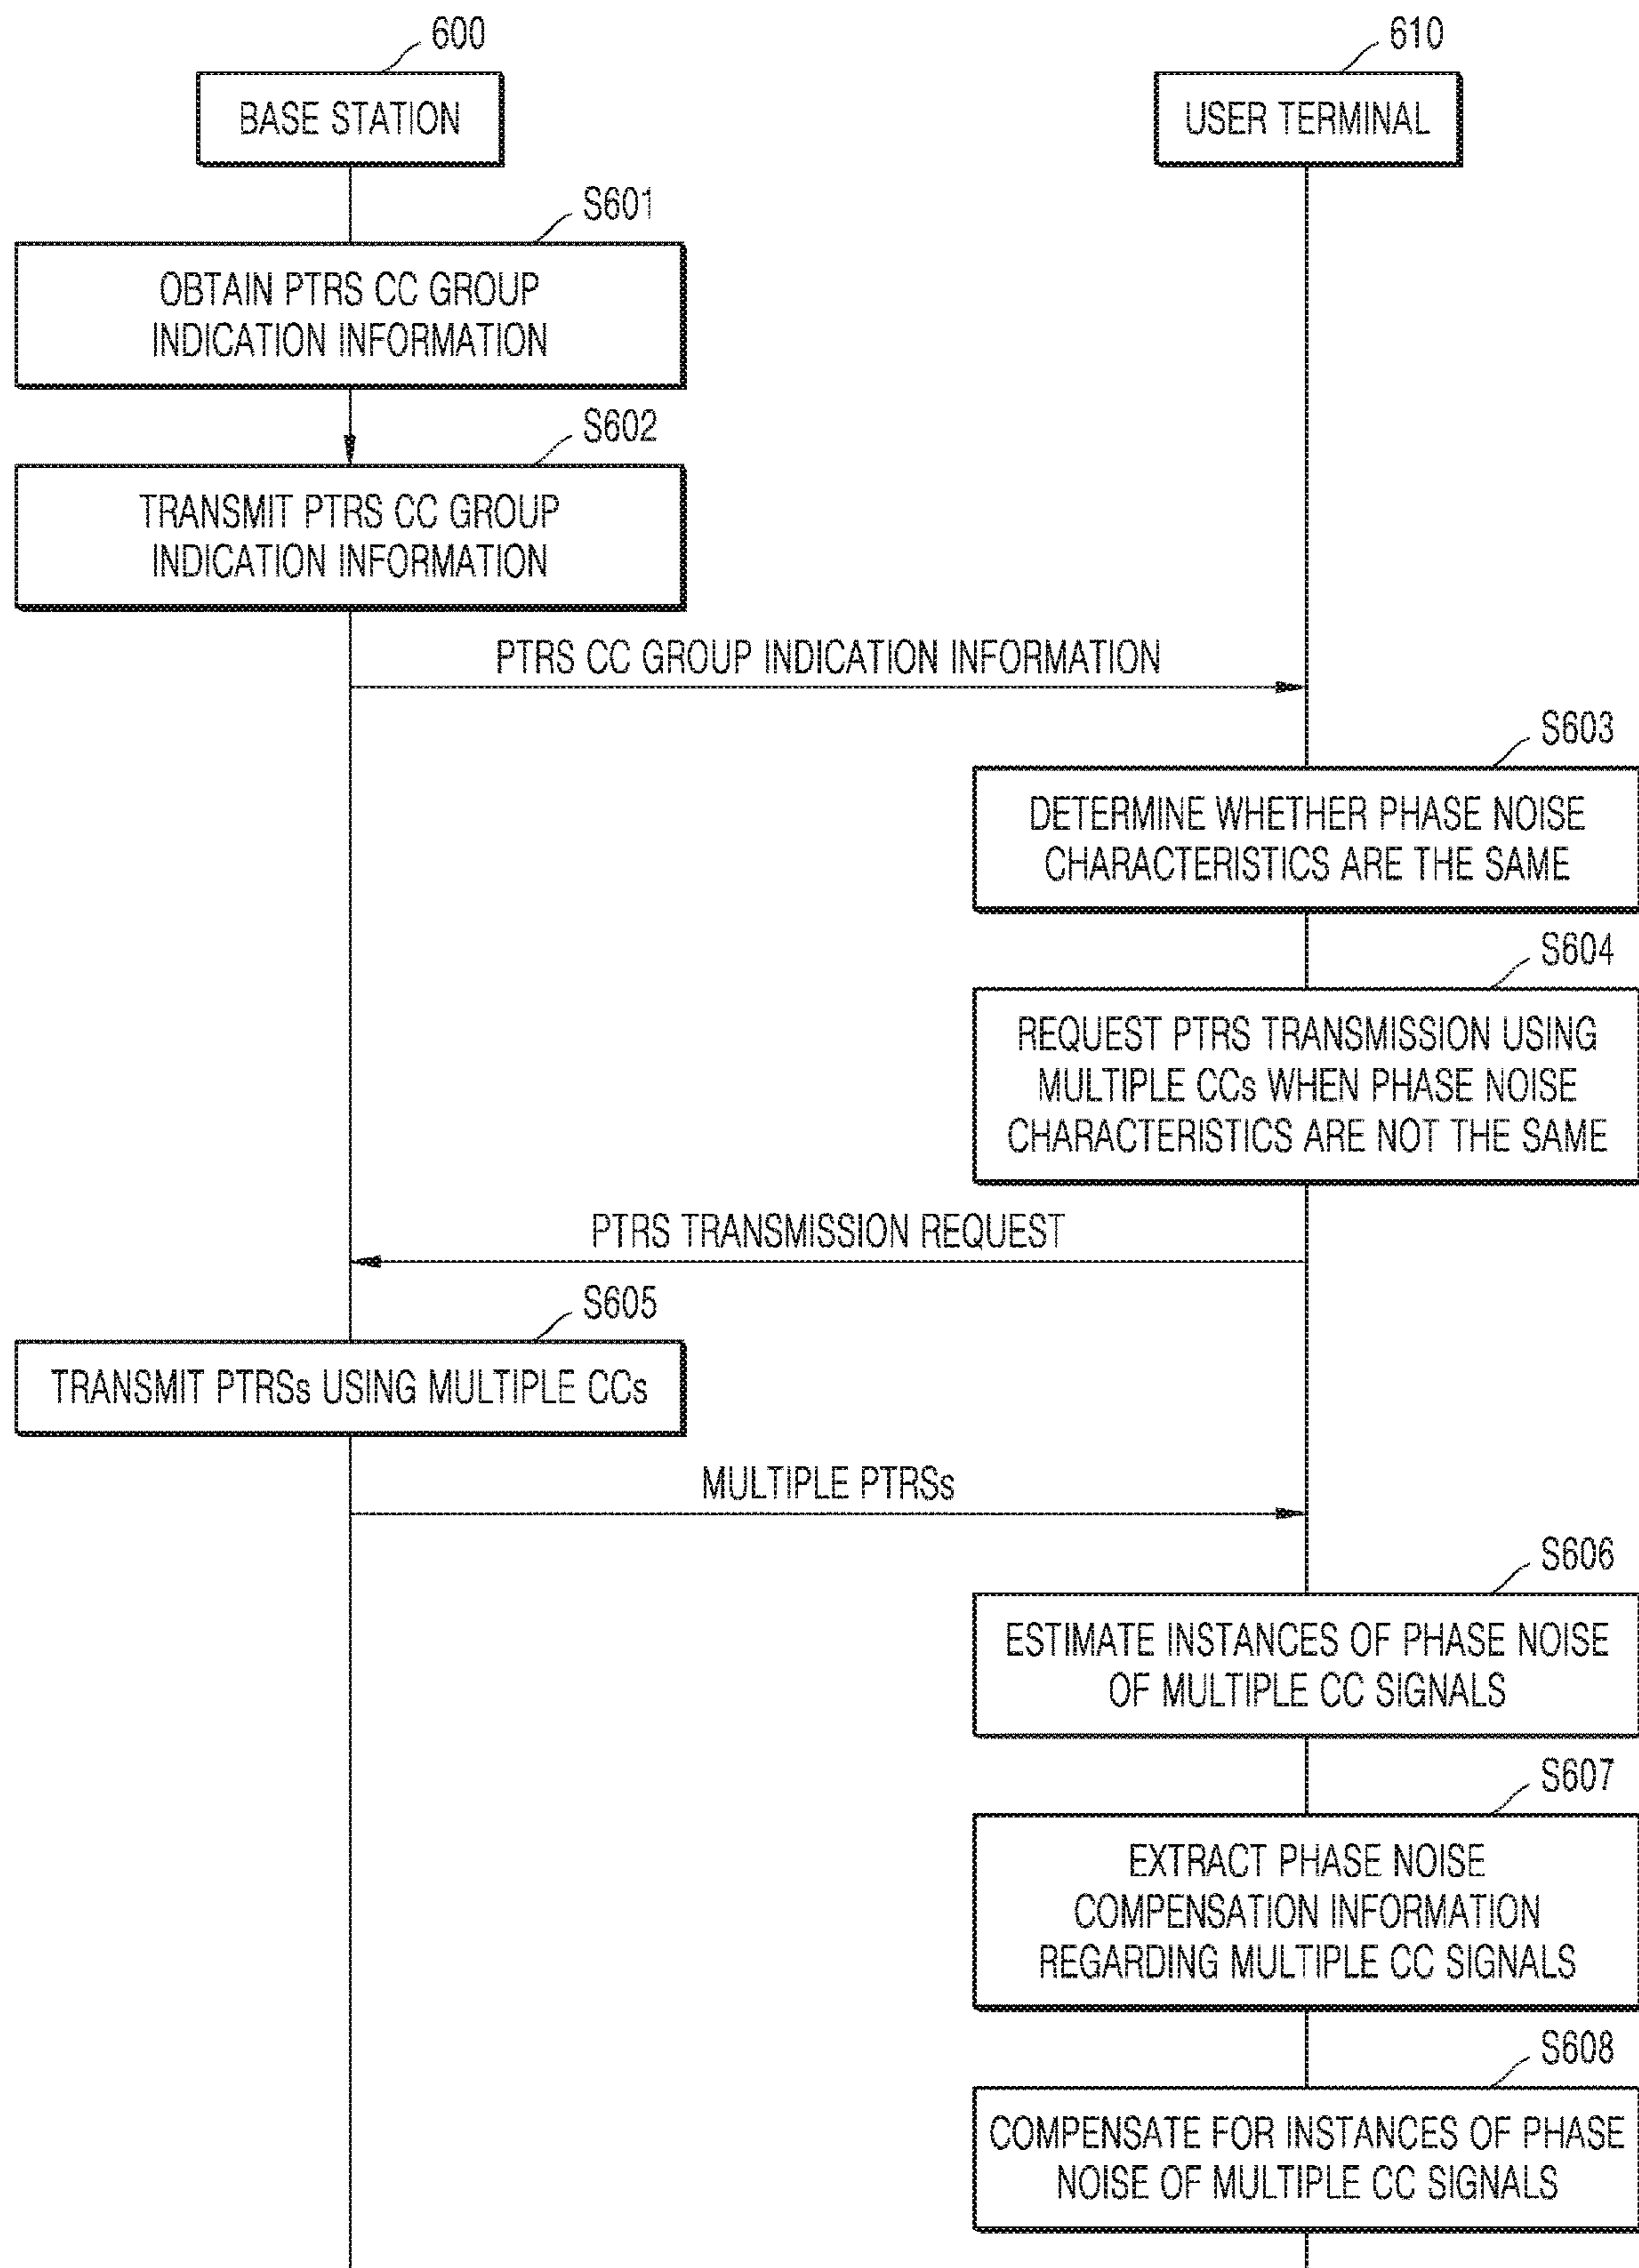 600
610
BASE STATION
USER TERMINAL
S601
OBTAIN PTRS CC GROUP
INDICATION INFORMATION
S602
TRANSMIT PTRS CC GROUP
INDICATION INFORMATION
PTRS CC GROUP INDICATION INFORMATION
S603
DETERMINE WHETHER PHASE NOISE
CHARACTERISTICS ARE THE SAME
S604
REQUEST PTRS TRANSMISSION USING
MULTIPLE CCs WHEN PHASE NOISE
CHARACTERISTICS ARE NOT THE SAME
PTRS TRANSMISSION REQUEST
S605
TRANSMIT PTRSs USING MULTIPLE CCs
MULTIPLE PTRSs
S606
ESTIMATE INSTANCES OF PHASE NOISE
OF MULTIPLE CC SIGNALS
S607
EXTRACT PHASE NOISE
COMPENSATION INFORMATION
REGARDING MULTIPLE CC SIGNALS
S608
COMPENSATE FOR INSTANCES OF PHASE
NOISE OF MULTIPLE CC SIGNALS